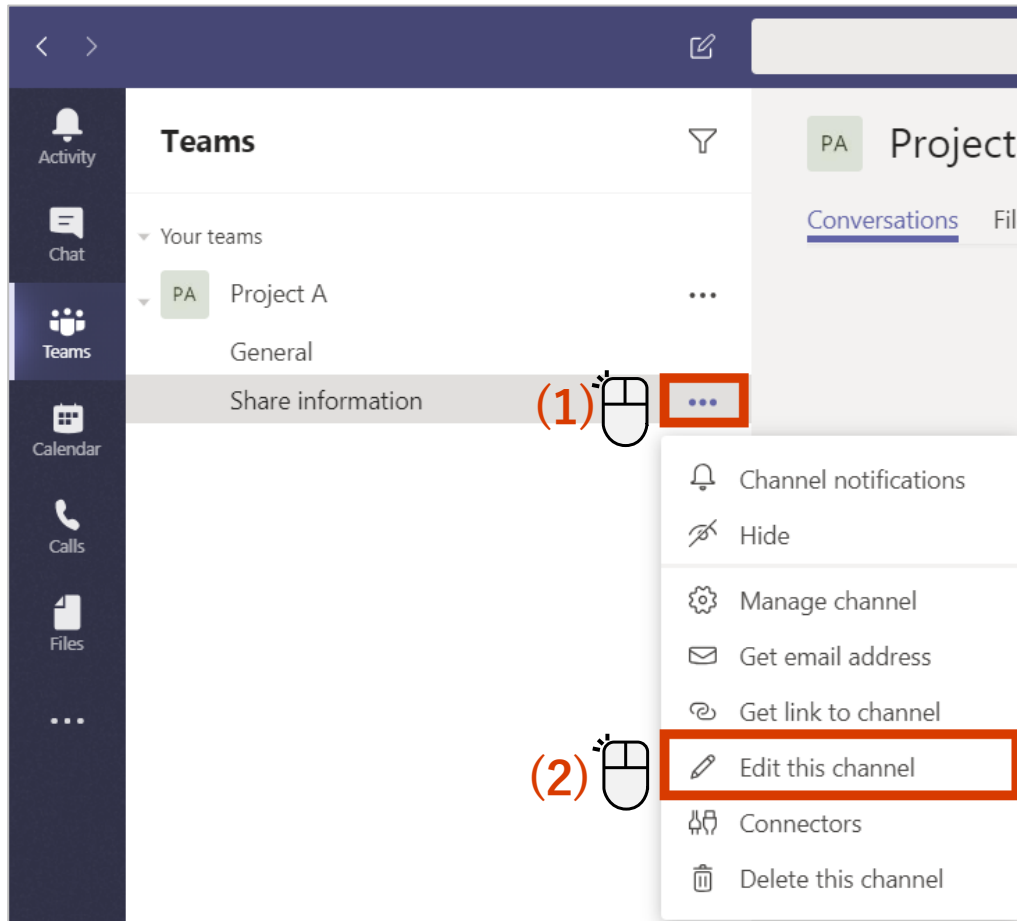 Activity
Chat
Teams
Calendar
Calls
Files
Teams
Your teams
PA Project A
General
Share information
(1)
(2)
PA Project
Conversations Fil
Channel notifications
Hide
Manage channel
Get email address
Get link to channel
Edit this channel
Connectors
Delete this channel